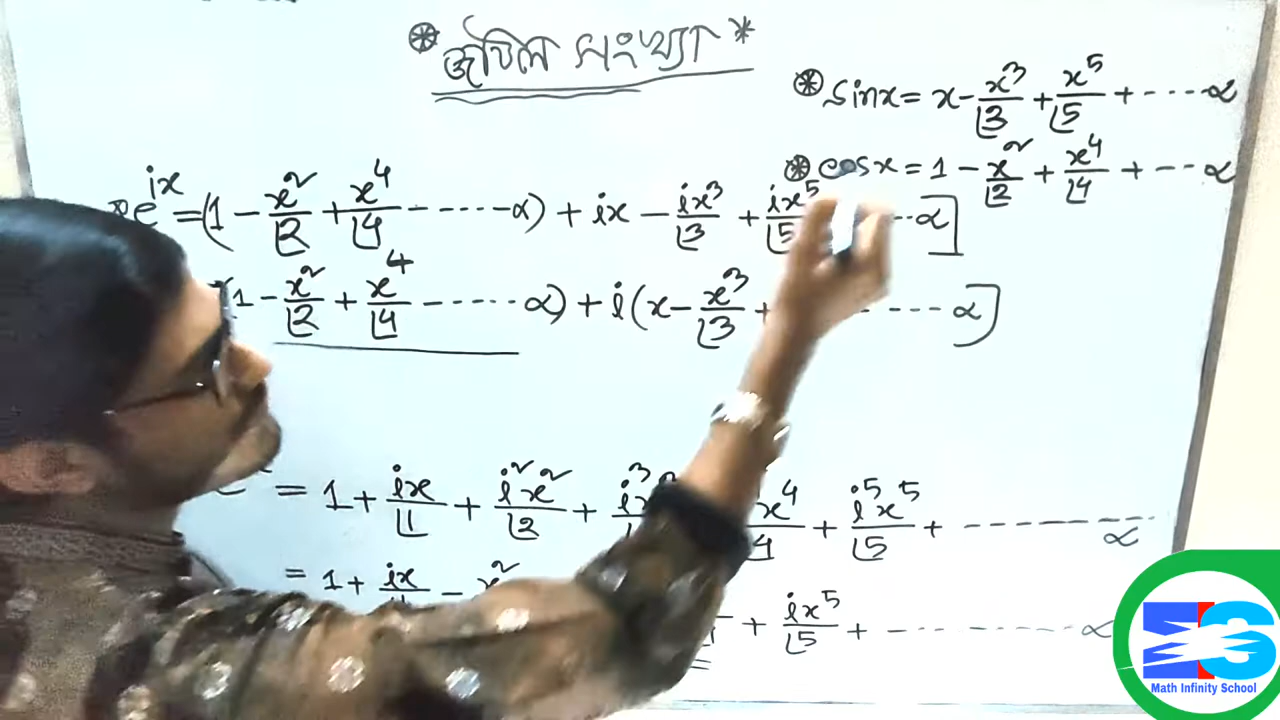 * জটিল সংখ্যা *
* sinx = x - x³/⌊3 + x⁵/⌊5 + ---- α
* cosx = 1 - x²/⌊2 + x⁴/⌊4 + --- α
e^ix = (1 - x²/⌊2 + x⁴/⌊4 ------ α) + ix - ix³/⌊3 + ix⁵/⌊5 -- α]
(1 - x²/⌊2 + x⁴/⌊4 ------ α) + i(x - x³/⌊3 + ------ α]
= 1 + ix/⌊1 + i²x²/⌊2 + i³ x⁴ + i⁵x⁵/⌊5 + -------- α
= 1 + ix - x² + ix⁵/⌊5 + -------- α
Math Infinity School